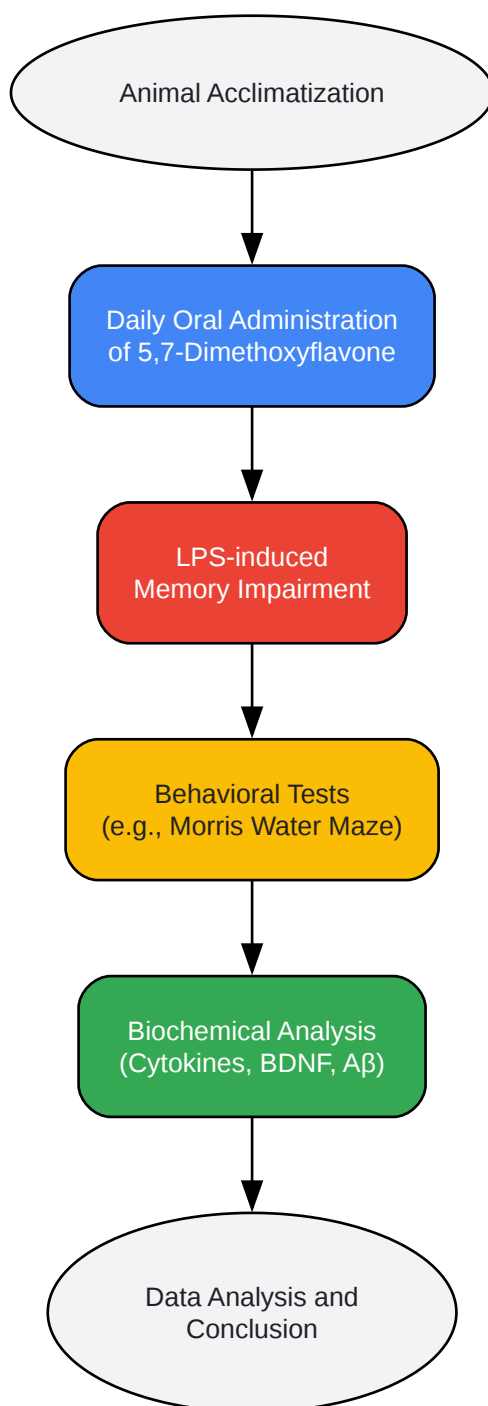 Animal Acclimatization
Daily Oral Administration
of 5,7-Dimethoxyflavone
LPS-induced
Memory Impairment
Behavioral Tests
(e.g., Morris Water Maze)
Biochemical Analysis
(Cytokines, BDNF, Aβ)
Data Analysis and
Conclusion